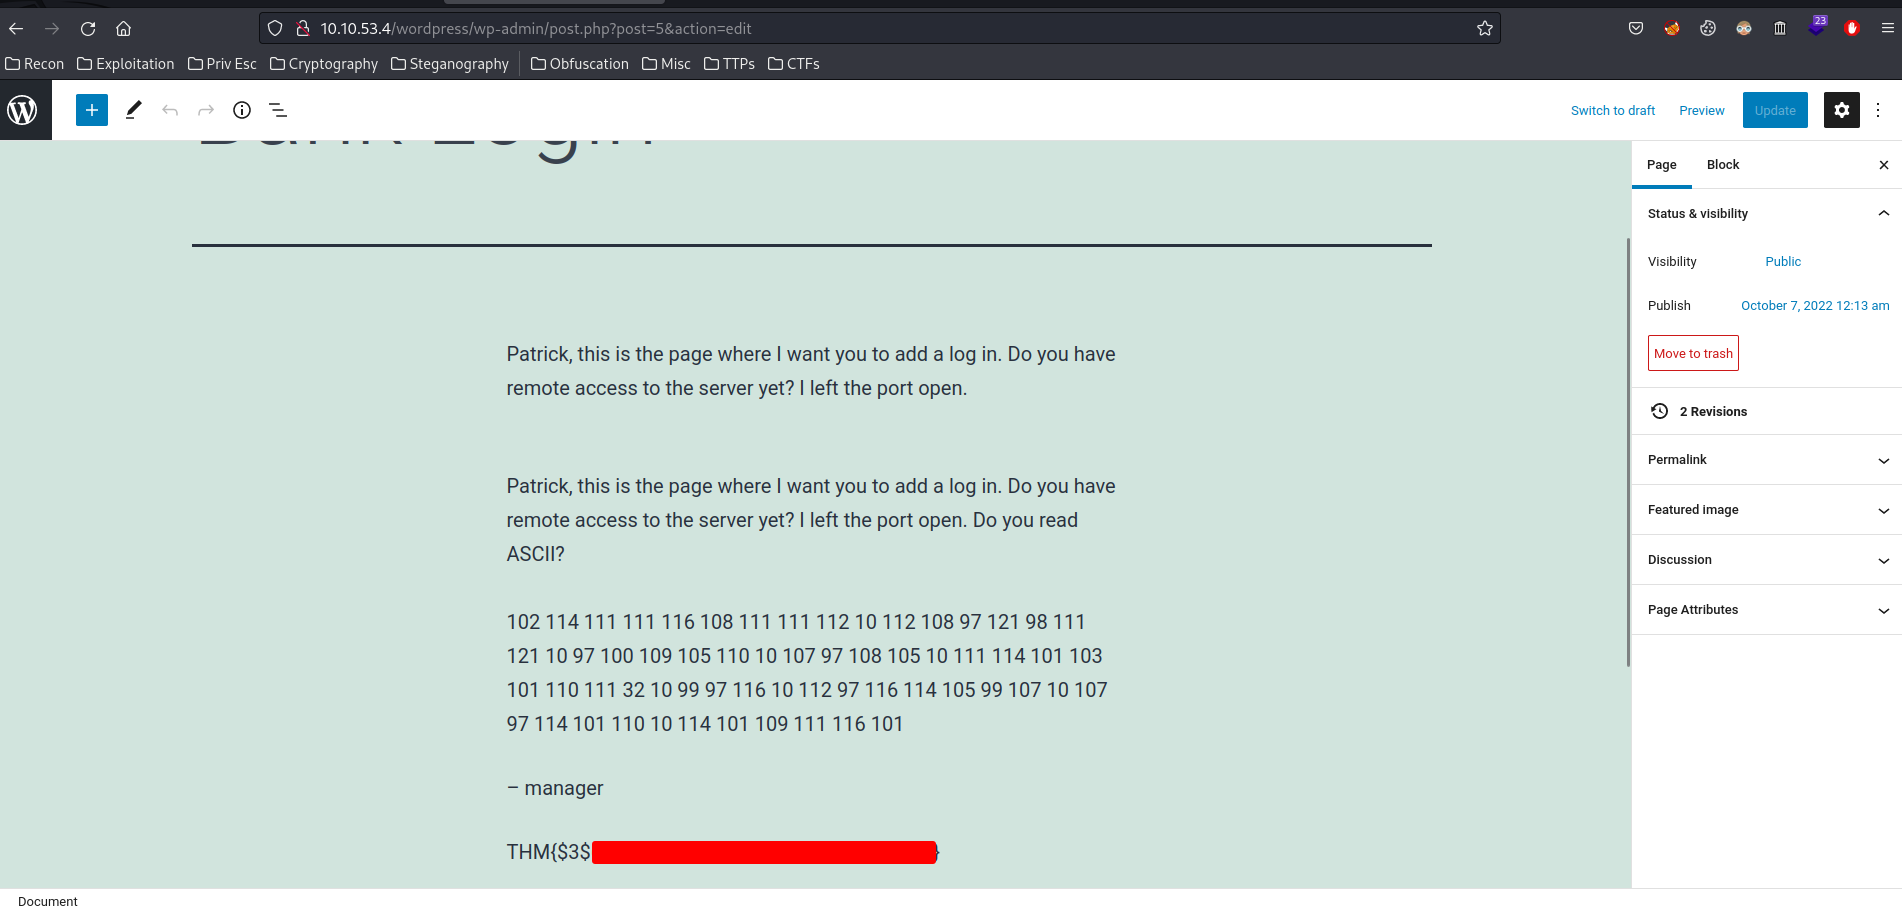 10.10.53.4/wordpress/wp-admin/post.php?post=5&action=edit
23
Recon Exploitation Priv Esc Cryptography Steganography Obfuscation Misc TTPs CTFs
Switch to draft Preview Update
Bank Login
Page Block
Status & visibility
Visibility Public
Publish October 7, 2022 12:13 am
Move to trash
2 Revisions
Permalink
Featured image
Discussion
Page Attributes
Patrick, this is the page where I want you to add a log in. Do you have
remote access to the server yet? I left the port open.
Patrick, this is the page where I want you to add a log in. Do you have
remote access to the server yet? I left the port open. Do you read
ASCII?
102 114 111 111 116 108 111 111 112 10 112 108 97 121 98 111
121 10 97 100 109 105 110 10 107 97 108 105 10 111 114 101 103
101 110 111 32 10 99 97 116 10 112 97 116 114 105 99 107 10 107
97 114 101 110 10 114 101 109 111 116 101
– manager
THM{$3$ }
Document